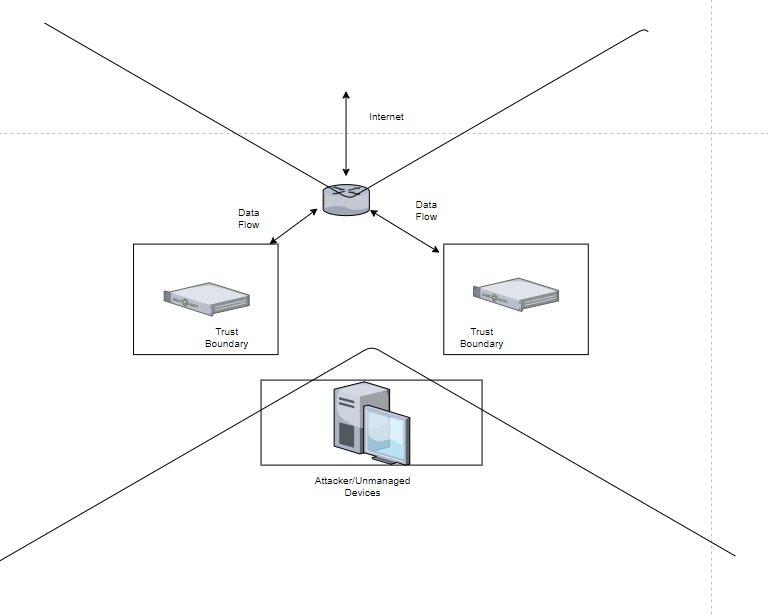 Internet
Data
Flow
Data
Flow
Trust
Boundary
Trust
Boundary
Attacker/Unmanaged
Devices